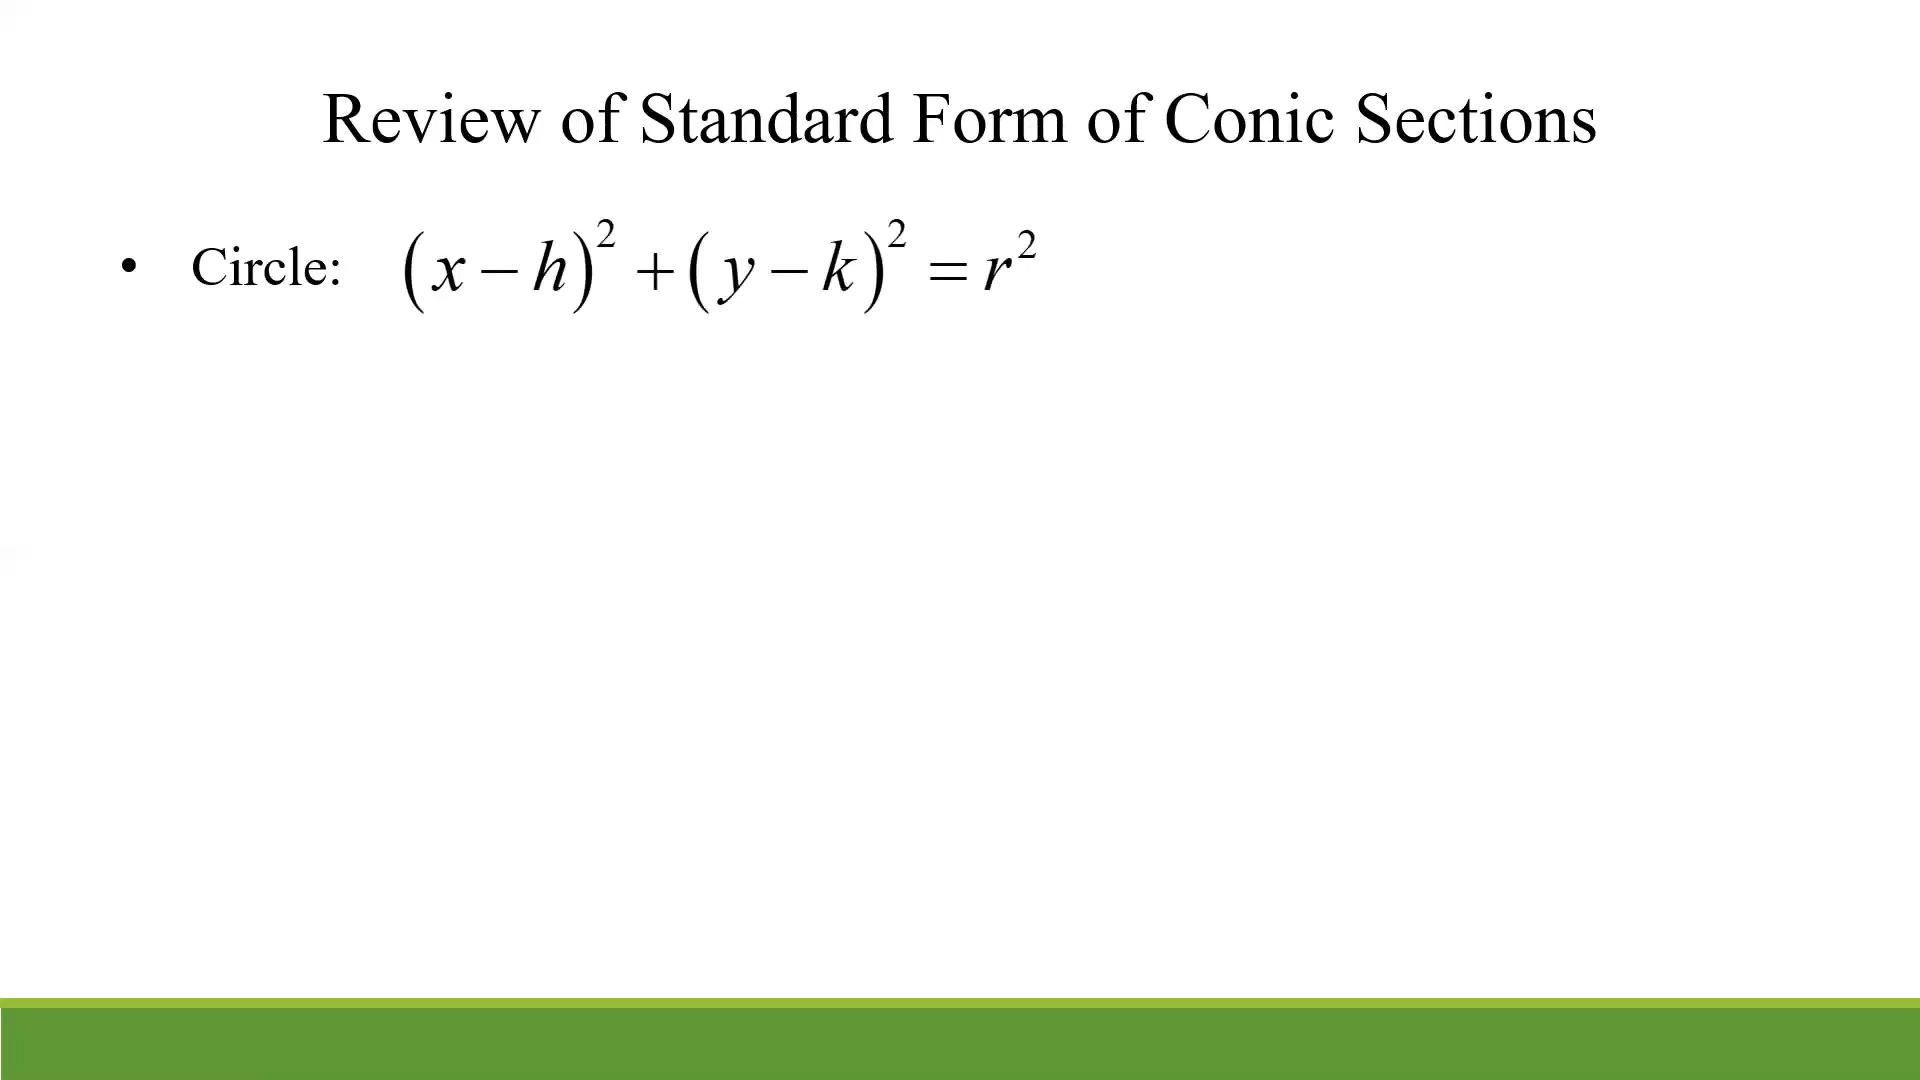 Review of Standard Form of Conic Sections
• Circle: (x − h)² + (y − k)² = r²